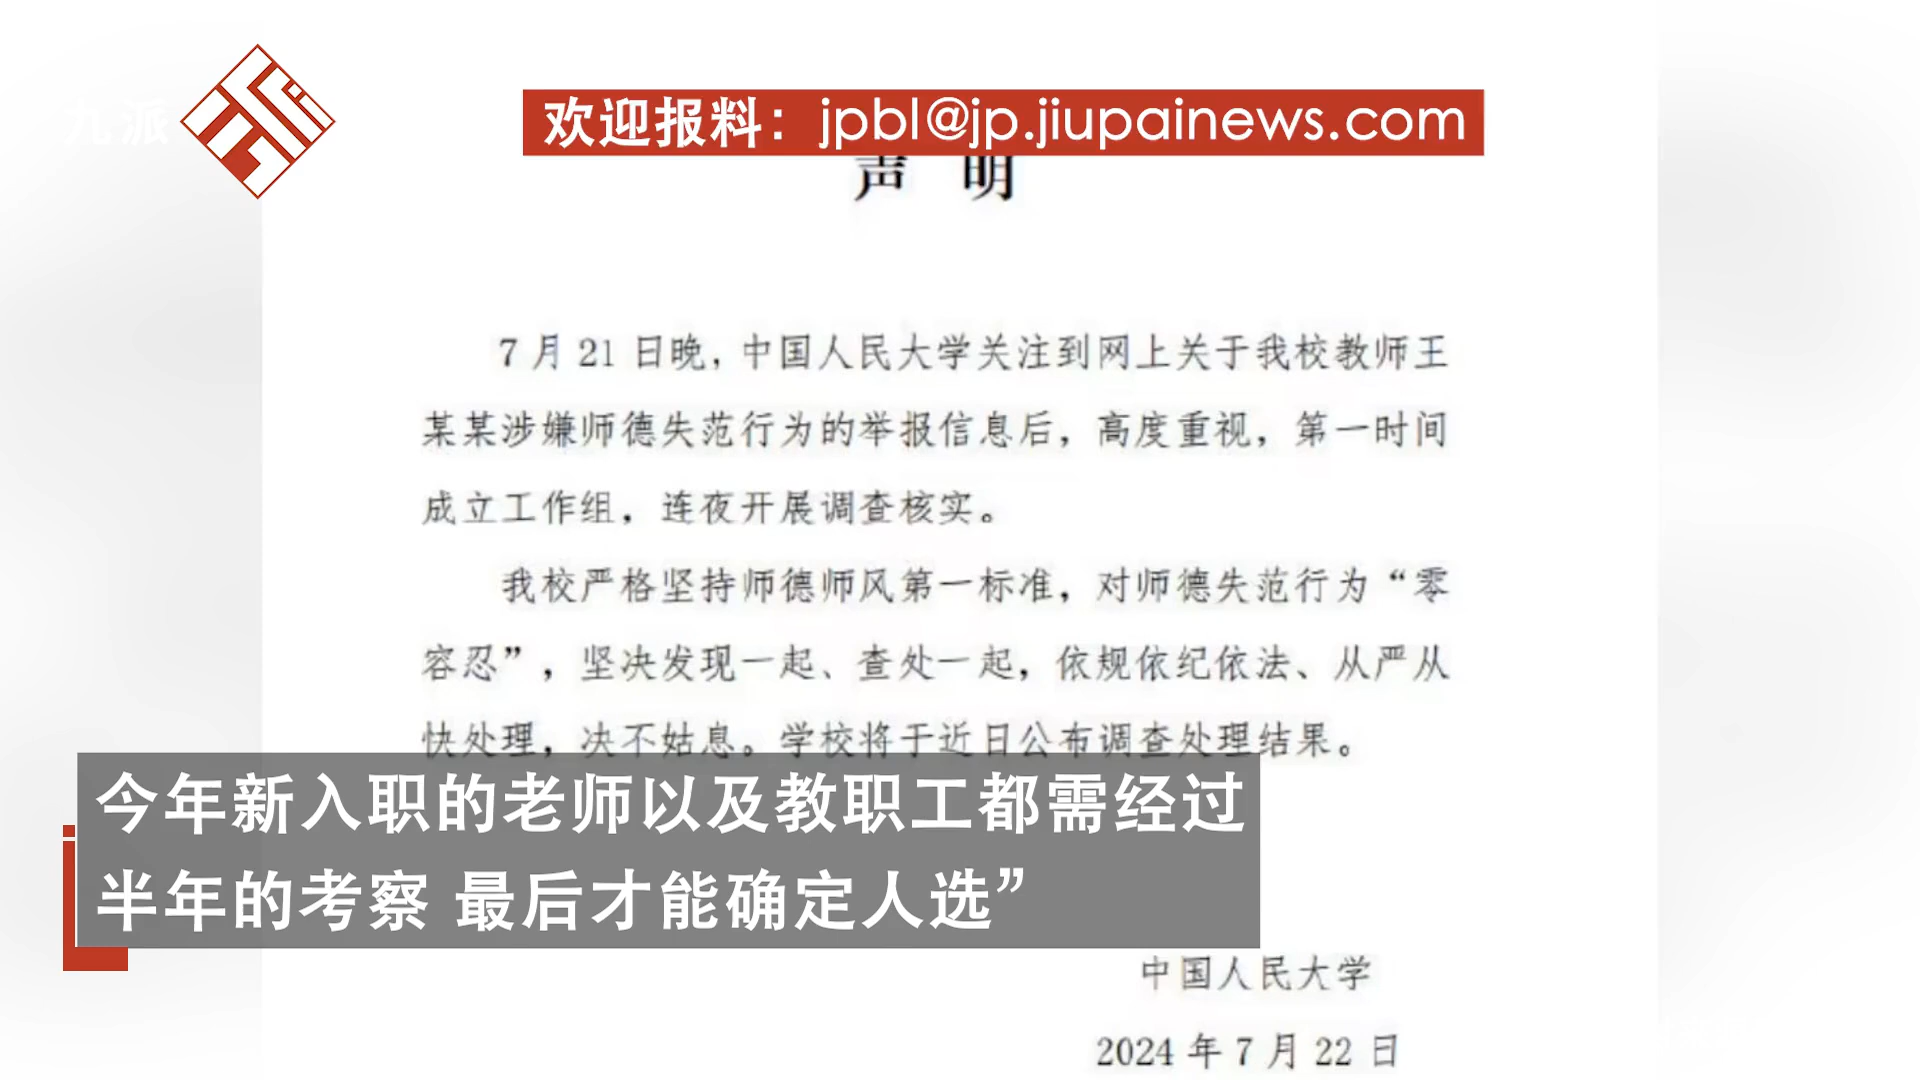 九派
欢迎报料：jpbl@jp.jiupainews.com
声 明
7月21日晚，中国人民大学关注到网上关于我校教师王
某某涉嫌师德失范行为的举报信息后，高度重视，第一时间
成立工作组，连夜开展调查核实。
我校严格坚持师德师风第一标准，对师德失范行为“零
容忍”，坚决发现一起、查处一起，依规依纪依法、从严从
快处理，决不姑息。学校将于近日公布调查处理结果。
今年新入职的老师以及教职工都需经过
半年的考察 最后才能确定人选”
中国人民大学
2024年7月22日